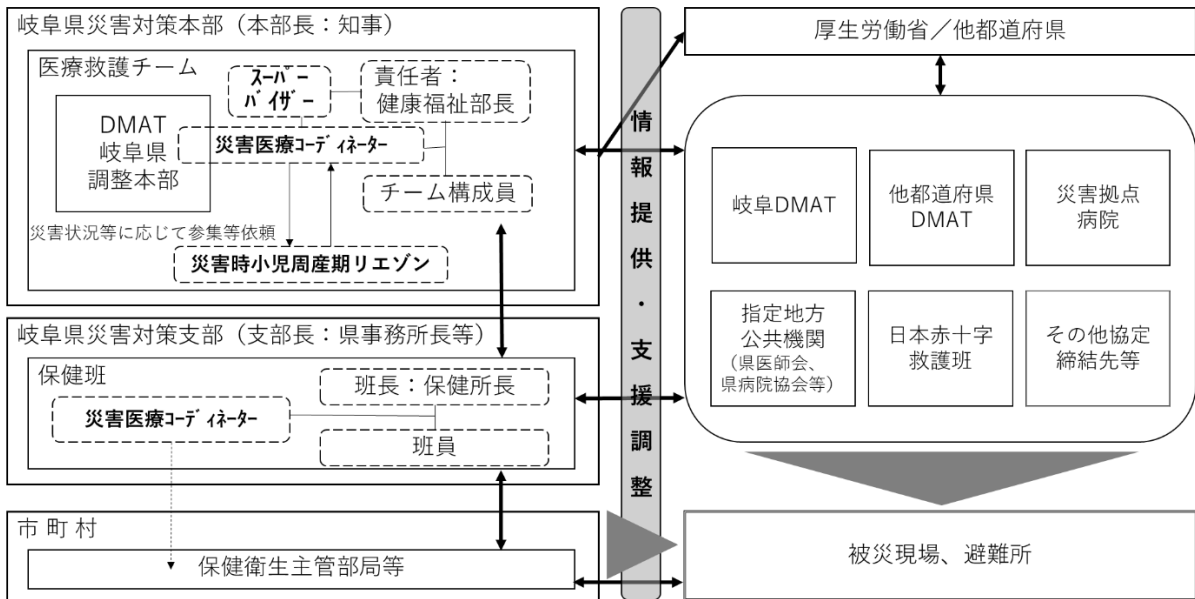 岐阜県災害対策本部（本部長：知事）
医療救護チーム
ｽｰﾊﾟｰ
ﾊﾞｲｻﾞｰ
責任者：
健康福祉部長
DMAT
岐阜県
調整本部
災害医療ｺｰﾃﾞｨﾈｰﾀｰ
チーム構成員
災害状況等に応じて参集等依頼
災害時小児周産期リエゾン
岐阜県災害対策支部（支部長：県事務所長等）
保健班
班長：保健所長
災害医療ｺｰﾃﾞｨﾈｰﾀｰ
班員
市町村
保健衛生主管部局等
情報提供・支援調整
厚生労働省／他都道府県
岐阜DMAT
他都道府県
DMAT
災害拠点
病院
指定地方
公共機関
（県医師会、
県病院協会等）
日本赤十字
救護班
その他協定
締結先等
被災現場、避難所